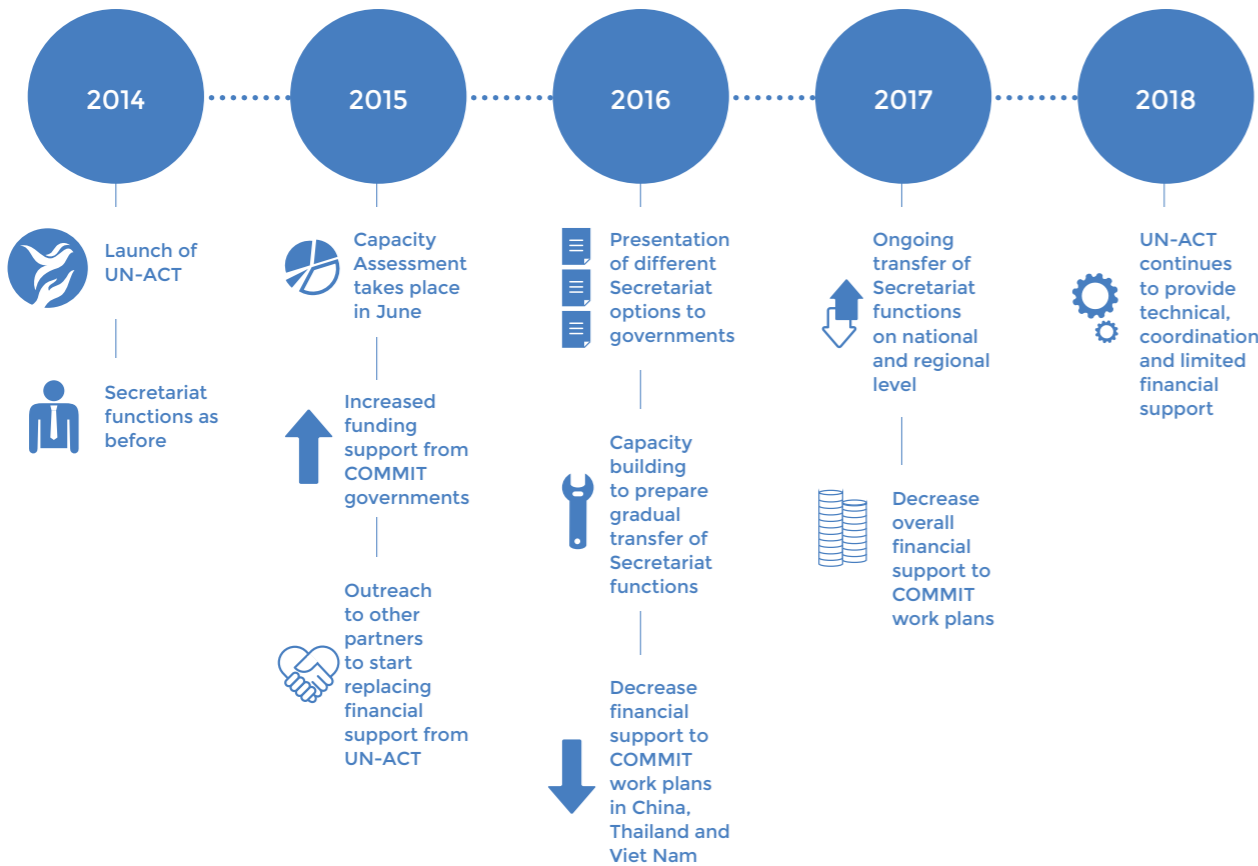 2014
2015
2016
2017
2018
Launch of
UN-ACT
Secretariat
functions as
before
Capacity
Assessment
takes place
in June
Increased
funding
support from
COMMIT
governments
Outreach
to other
partners
to start
replacing
financial
support from
UN-ACT
Presentation
of different
Secretariat
options to
governments
Capacity
building
to prepare
gradual
transfer of
Secretariat
functions
Decrease
financial
support to
COMMIT
work plans
in China,
Thailand and
Viet Nam
Ongoing
transfer of
Secretariat
functions
on national
and regional
level
Decrease
overall
financial
support to
COMMIT
work plans
UN-ACT
continues
to provide
technical,
coordination
and limited
financial
support